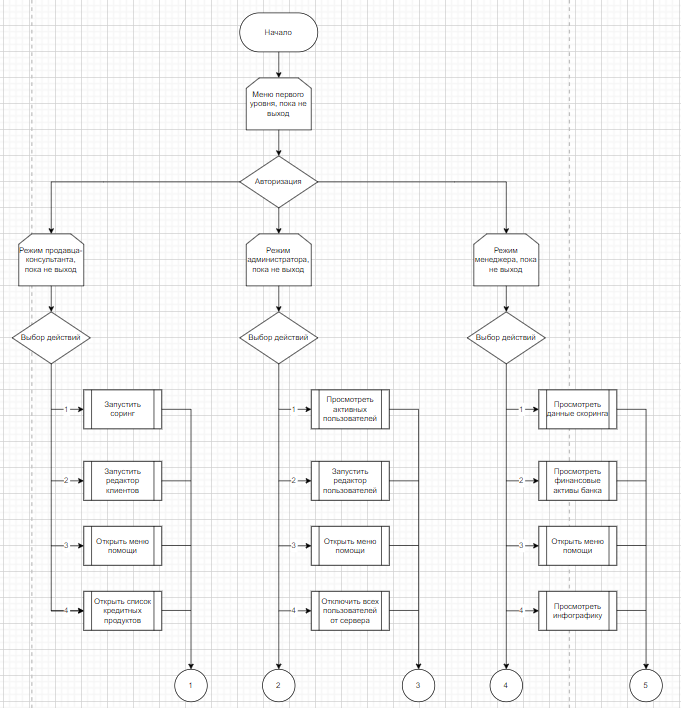 Начало
Меню первого
уровня, пока не
выход
Авторизация
Режим продавца-
консультанта,
пока не выход
Режим
администратора,
пока не выход
Режим
менеджера, пока
не выход
Выбор действий
Выбор действий
Выбор действий
1
Запустить
соринг
1
Просмотреть
активных
пользователей
1
Просмотреть
данные скоринга
2
Запустить
редактор
клиентов
2
Запустить
редактор
пользователей
2
Просмотреть
финансовые
активы банка
3
Открыть меню
помощи
3
Открыть меню
помощи
3
Открыть меню
помощи
4
Открыть список
кредитных
продуктов
4
Отключить всех
пользователей
от сервера
4
Просмотреть
инфографику
1
2
3
4
5